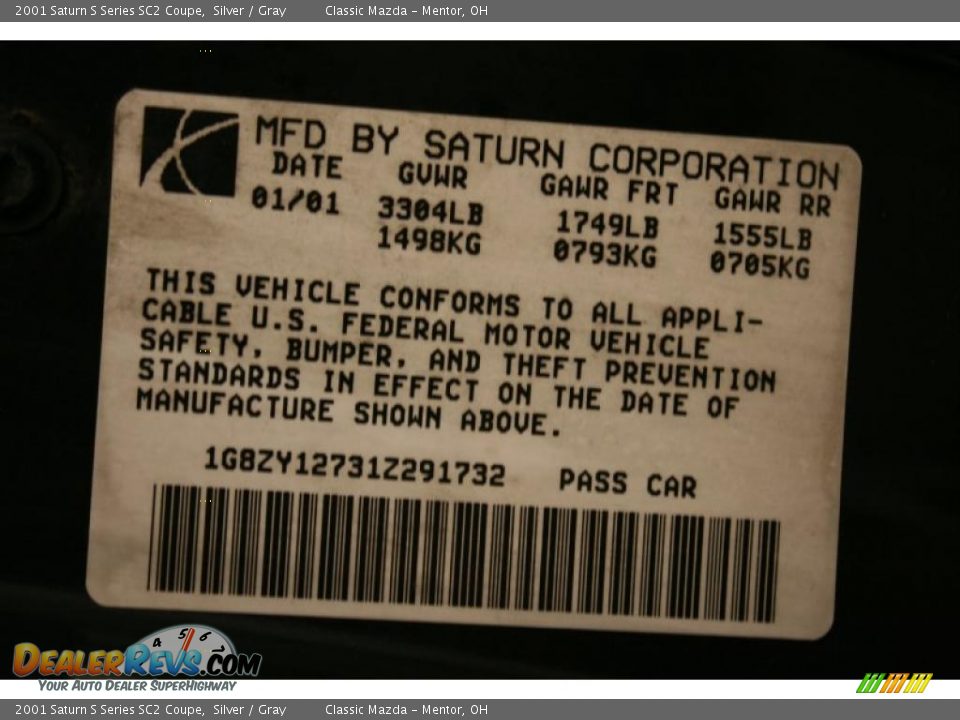 2001 Saturn S Series SC2 Coupe, Silver / Gray Classic Mazda - Mentor, OH
MFD BY SATURN CORPORATION
DATE GVWR GAWR FRT GAWR RR
01/01 3304LB 1749LB 1555LB
1498KG 0793KG 0705KG
THIS VEHICLE CONFORMS TO ALL APPLI-
CABLE U.S. FEDERAL MOTOR VEHICLE
SAFETY, BUMPER, AND THEFT PREVENTION
STANDARDS IN EFFECT ON THE DATE OF
MANUFACTURE SHOWN ABOVE.
1G8ZY12731Z291732 PASS CAR
4 5 6
DEALERREVS.COM
YOUR AUTO DEALER SUPERHIGHWAY
2001 Saturn S Series SC2 Coupe, Silver / Gray Classic Mazda - Mentor, OH